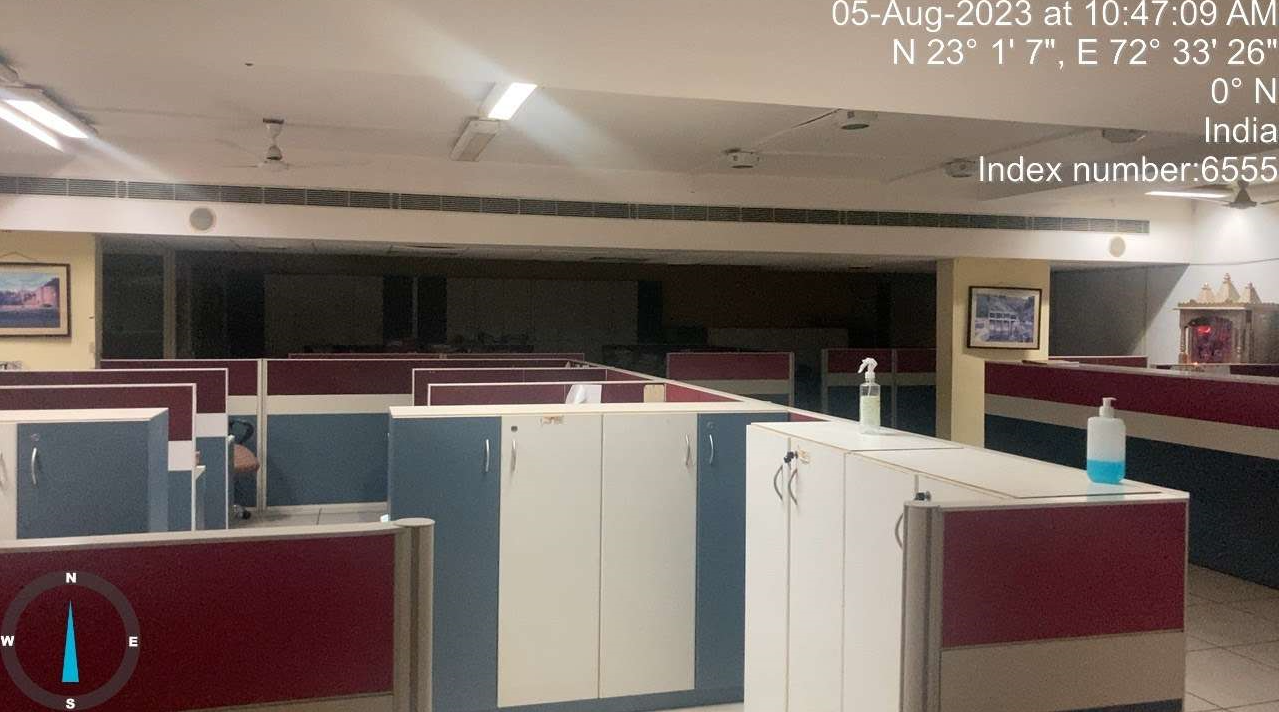 05-Aug-2023 at 10:47:09 AM
N 23° 1' 7", E 72° 33' 26"
0° N
India
Index number:6555
N
W
E
S